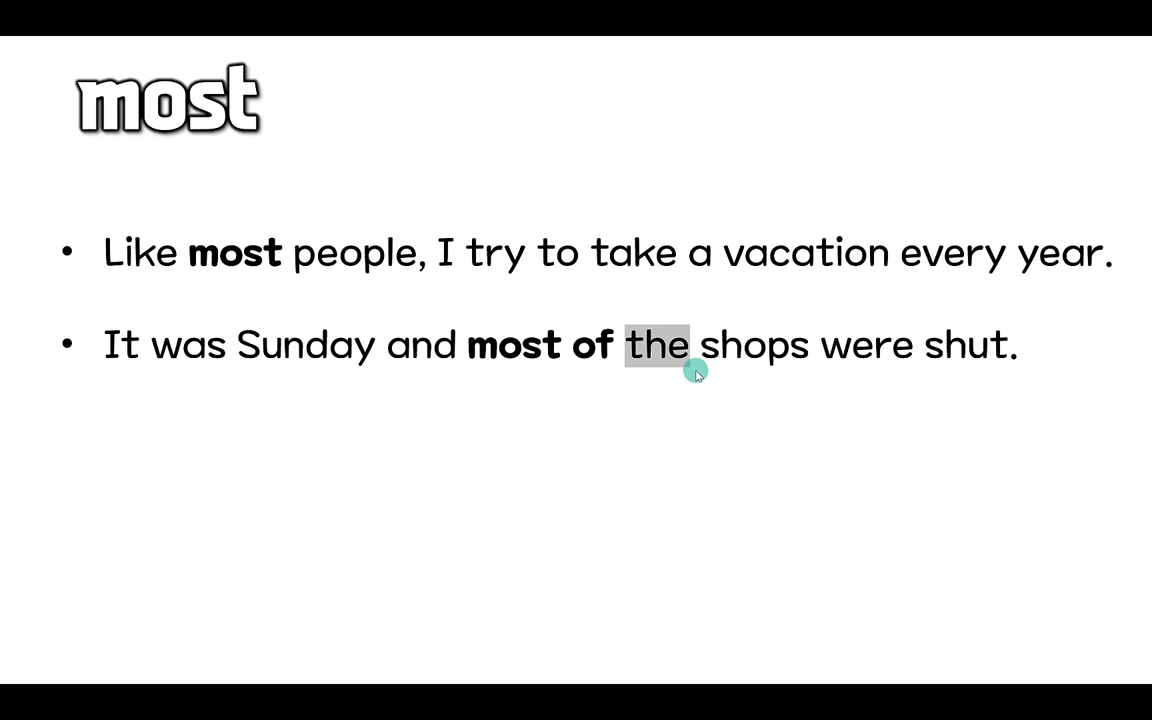 most
• Like most people, I try to take a vacation every year.
• It was Sunday and most of the shops were shut.